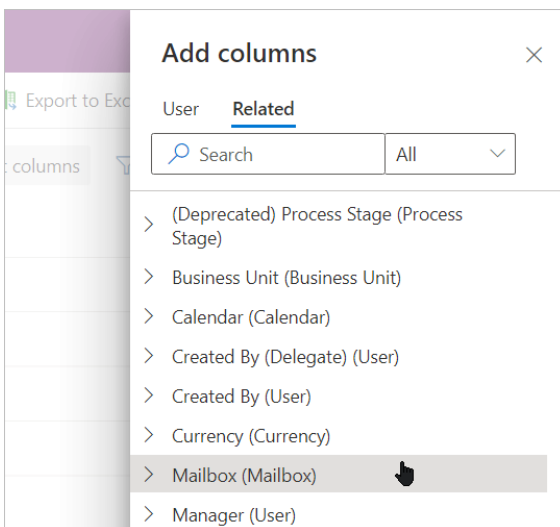 Add columns
User Related
Export to Exc
Search All
columns
(Deprecated) Process Stage (Process
Stage)
Business Unit (Business Unit)
Calendar (Calendar)
Created By (Delegate) (User)
Created By (User)
Currency (Currency)
Mailbox (Mailbox)
Manager (User)